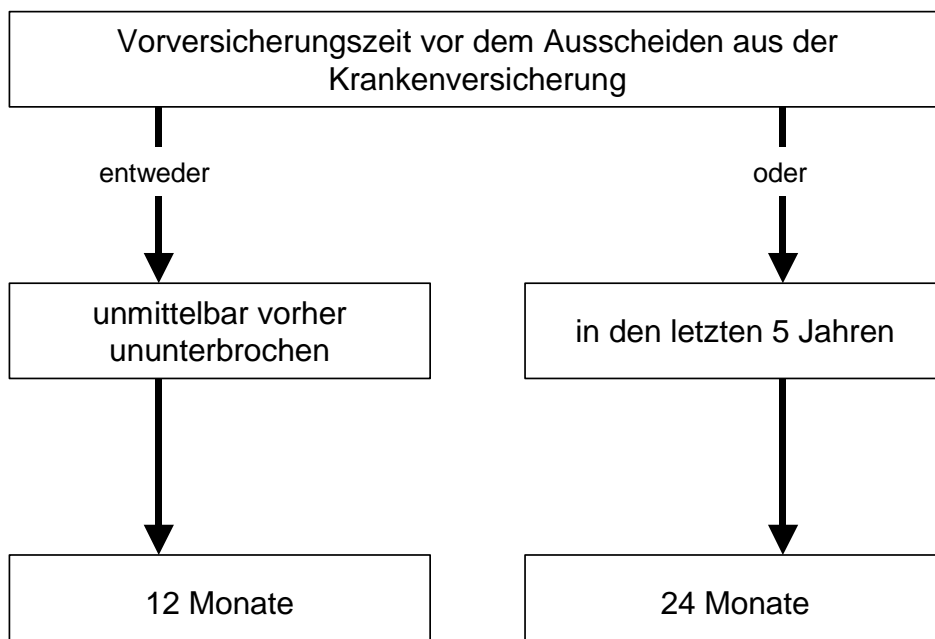 Vorversicherungszeit vor dem Ausscheiden aus der
Krankenversicherung
entweder
oder
unmittelbar vorher
ununterbrochen
in den letzten 5 Jahren
12 Monate
24 Monate